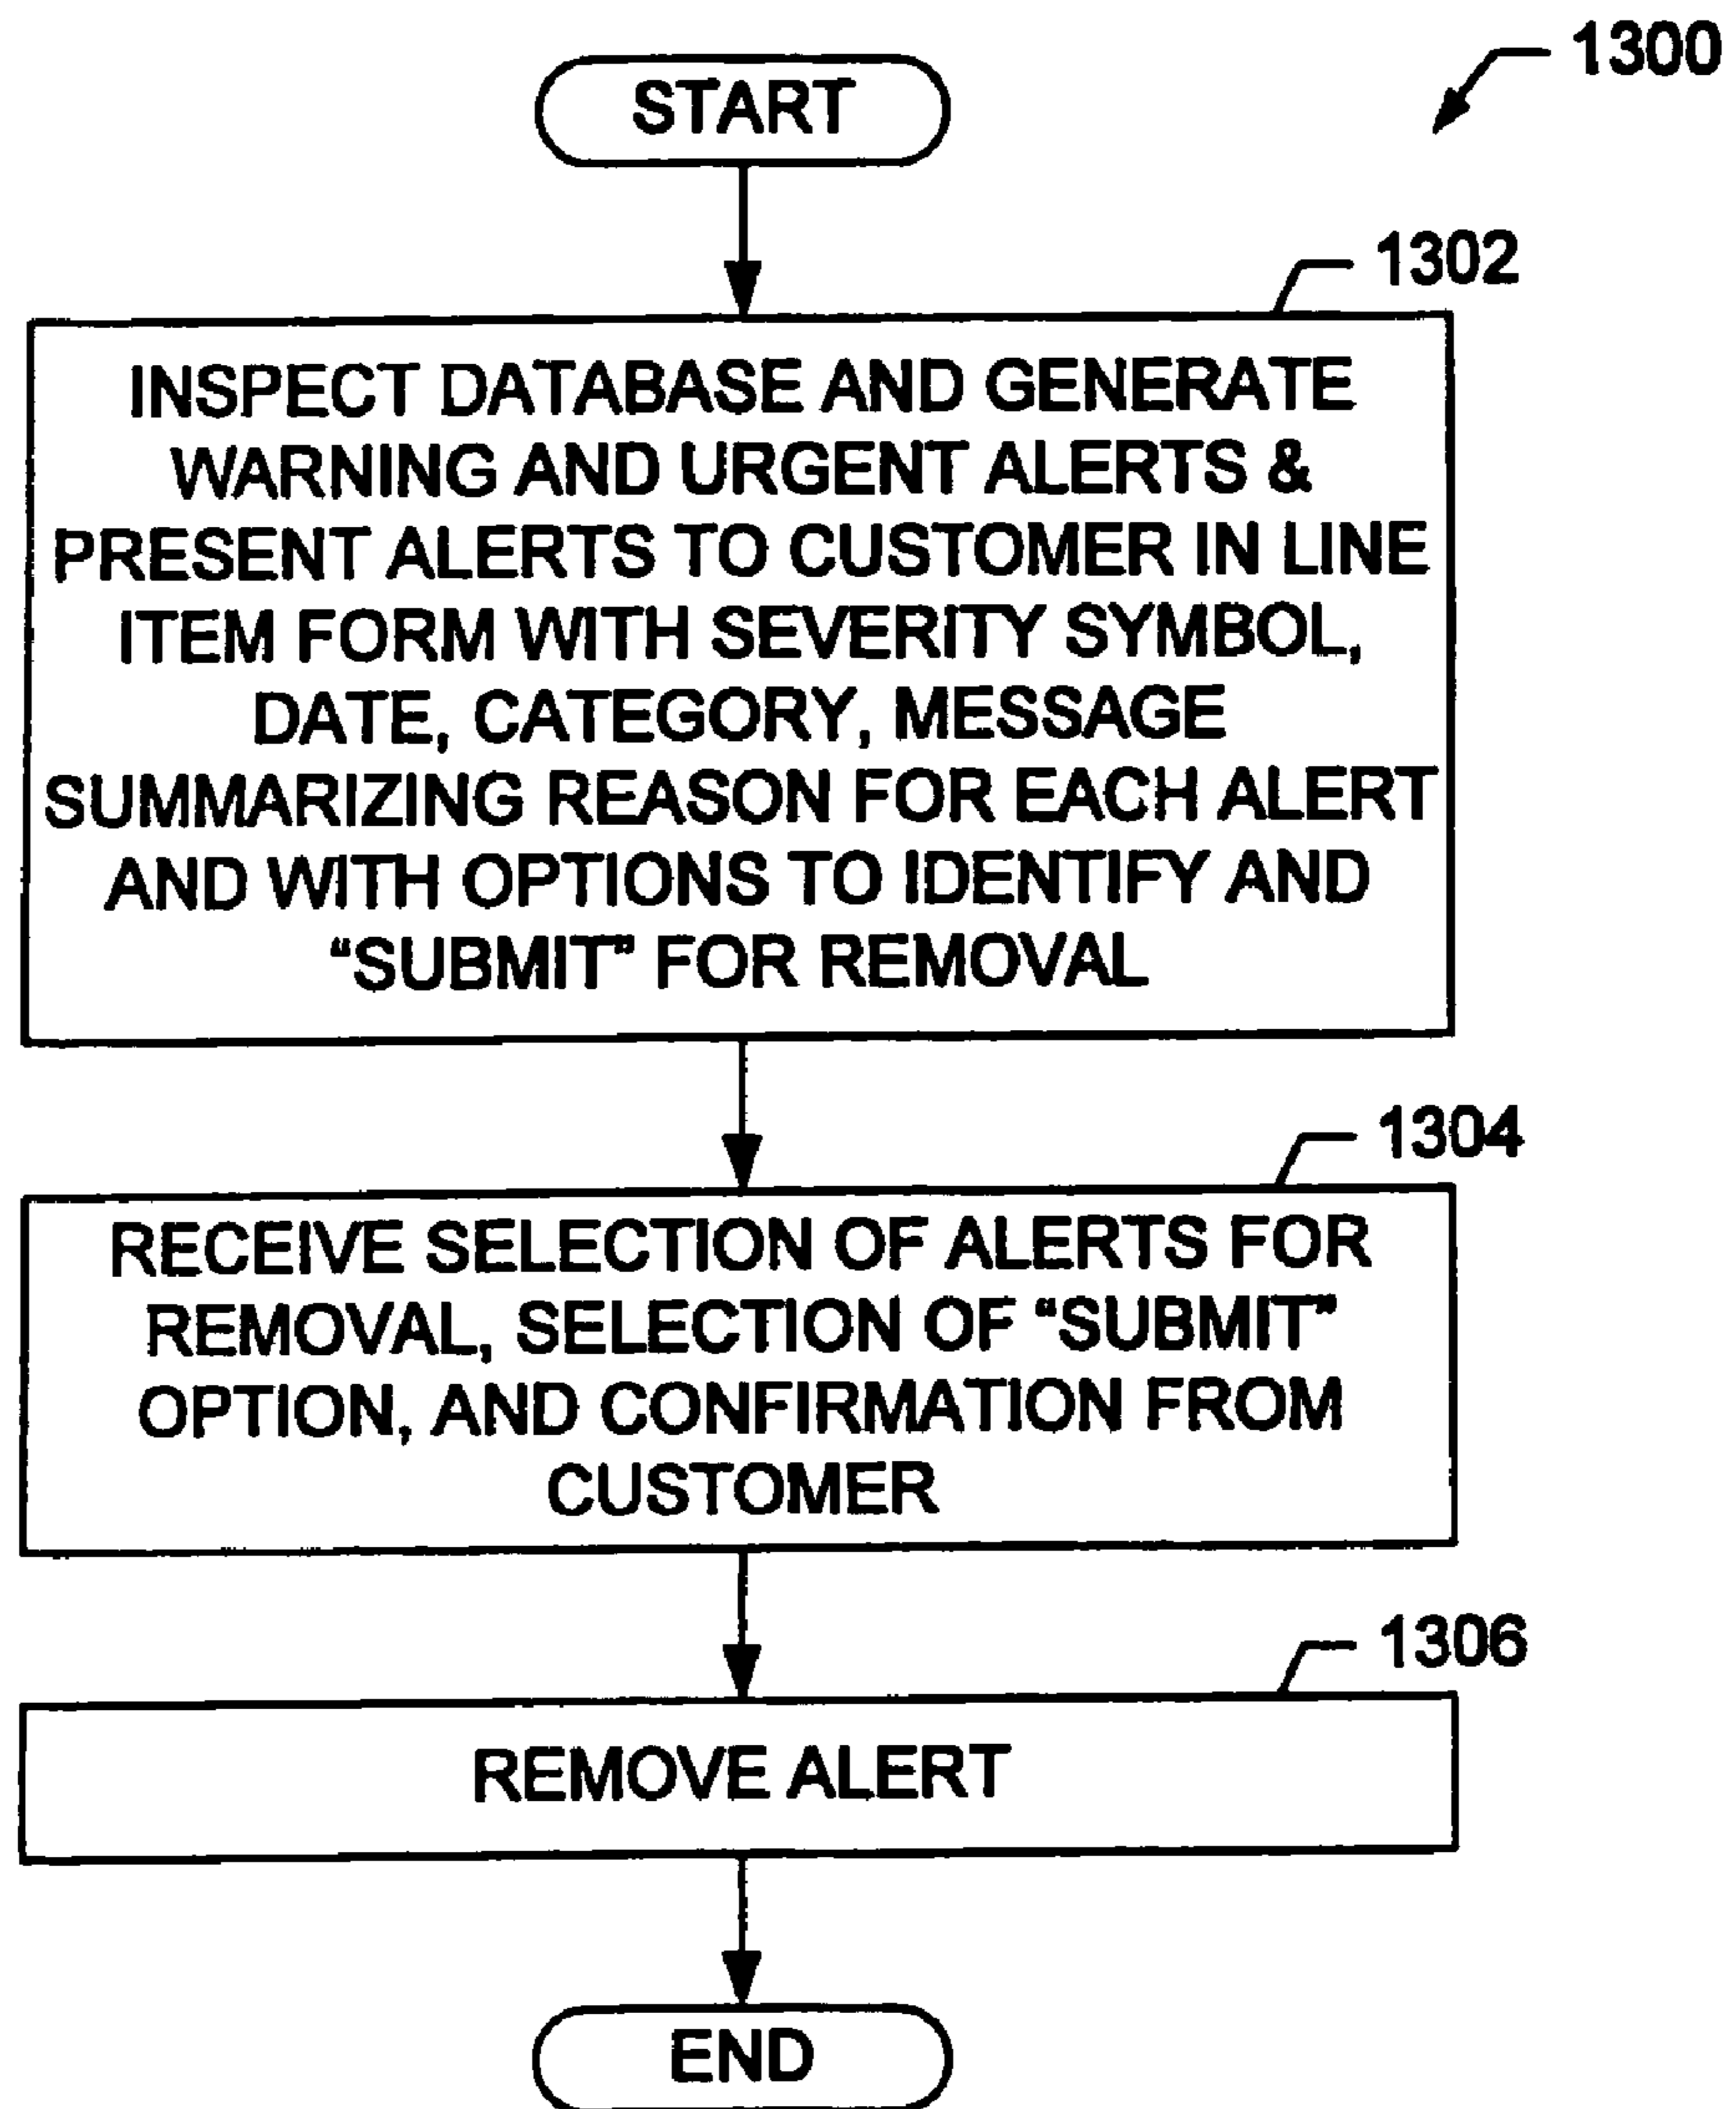 1300
START
1302
INSPECT DATABASE AND GENERATE
WARNING AND URGENT ALERTS &
PRESENT ALERTS TO CUSTOMER IN LINE
ITEM FORM WITH SEVERITY SYMBOL,
DATE, CATEGORY, MESSAGE
SUMMARIZING REASON FOR EACH ALERT
AND WITH OPTIONS TO IDENTIFY AND
“SUBMIT” FOR REMOVAL
1304
RECEIVE SELECTION OF ALERTS FOR
REMOVAL, SELECTION OF “SUBMIT”
OPTION, AND CONFIRMATION FROM
CUSTOMER
1306
REMOVE ALERT
END